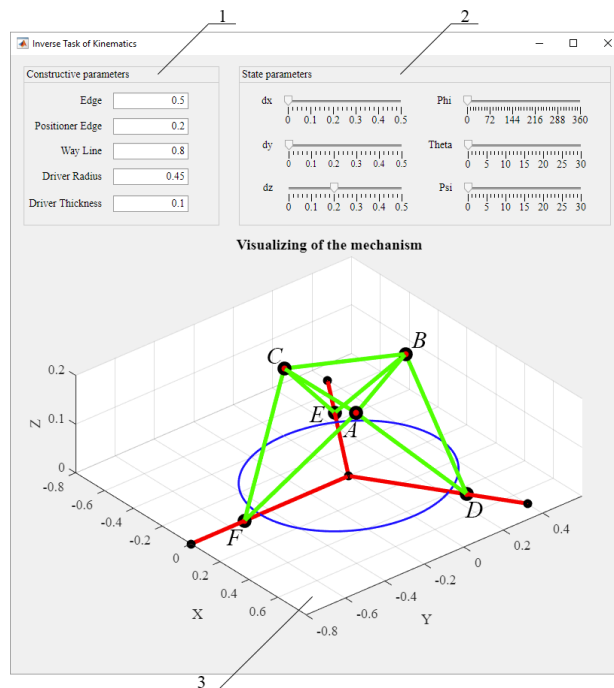 1
2
Inverse Task of Kinematics
Constructive parameters
Edge 0.5
Positioner Edge 0.2
Way Line 0.8
Driver Radius 0.45
Driver Thickness 0.1
State parameters
dx
0 0.1 0.2 0.3 0.4 0.5
Phi
0 72 144 216 288 360
dy
0 0.1 0.2 0.3 0.4 0.5
Theta
0 5 10 15 20 25 30
dz
0 0.1 0.2 0.3 0.4 0.5
Psi
0 5 10 15 20 25 30
Visualizing of the mechanism
B
C
E
A
D
F
Z
0.2
0.1
0
X
-0.8
-0.6
-0.4
-0.2
0
0.2
0.4
0.6
Y
-0.8
-0.6
-0.4
-0.2
0
0.2
0.4
3